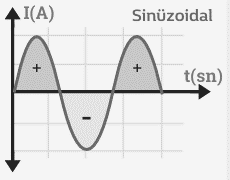 I(A)
Sinüzoidal
+
+
t(sn)
-